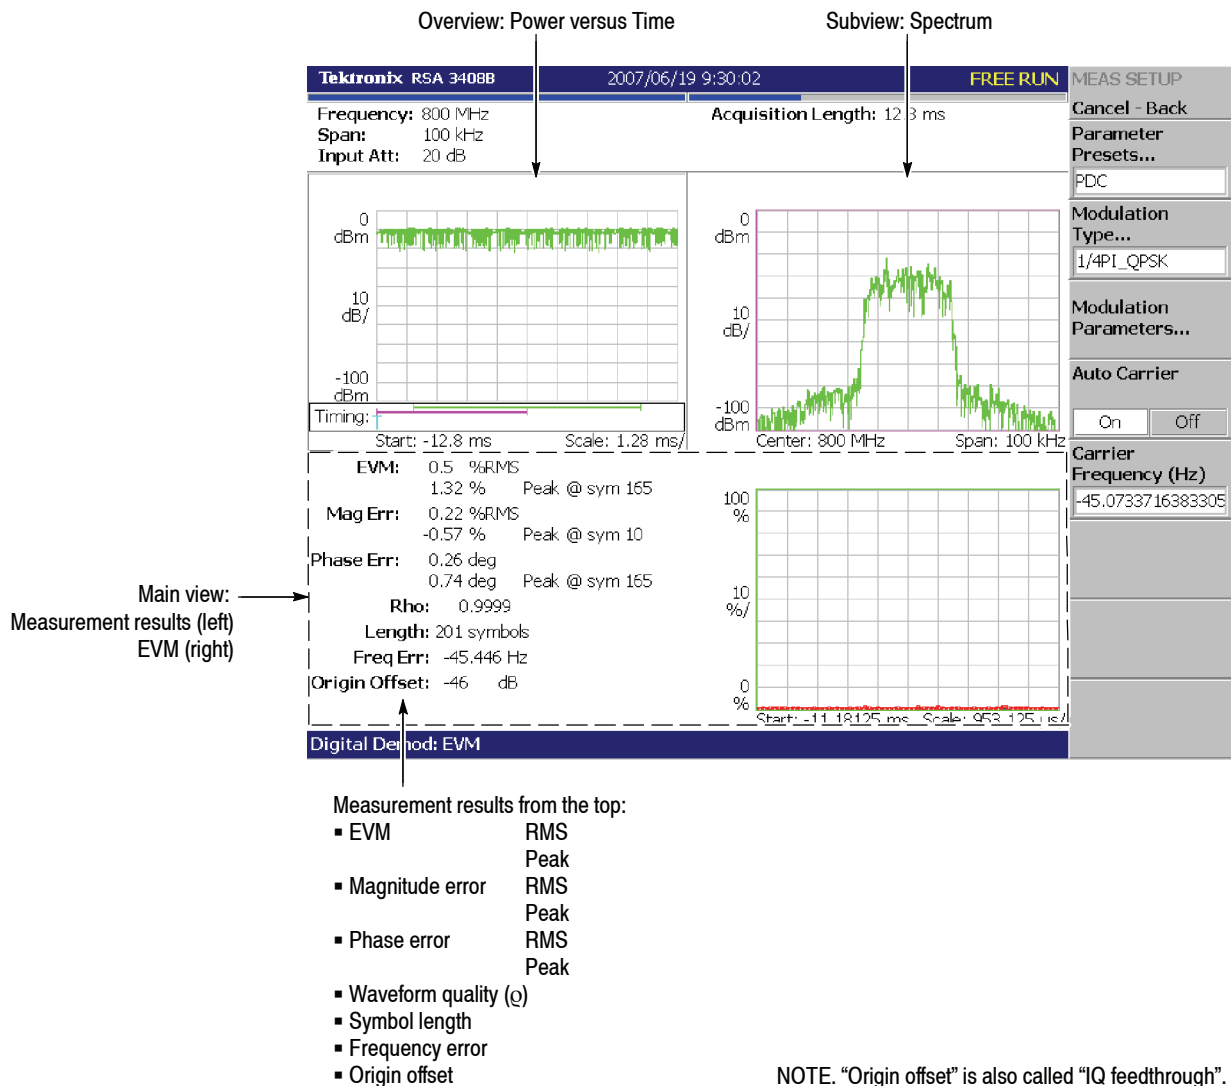 Overview: Power versus Time
Subview: Spectrum
Tektronix RSA 3408B 2007/06/19 9:30:02 FREE RUN
Frequency: 800 MHz
Span: 100 kHz
Input Att: 20 dB
Acquisition Length: 12.8 ms
0
dBm
10
dB/
-100
dBm
Timing:
Start: -12.8 ms Scale: 1.28 ms/
0
dBm
10
dB/
-100
dBm
Center: 800 MHz Span: 100 kHz
EVM: 0.5 %RMS
1.32 % Peak @ sym 165
Mag Err: 0.22 %RMS
-0.57 % Peak @ sym 10
Phase Err: 0.26 deg
0.74 deg Peak @ sym 165
Rho: 0.9999
Length: 201 symbols
Freq Err: -45.446 Hz
Origin Offset: -46 dB
100
%
10
%/
0
%
Start: -11.18125 ms Scale: 953.125 us/
Digital Demod: EVM
MEAS SETUP
Cancel - Back
Parameter
Presets...
PDC
Modulation
Type...
1/4PI_QPSK
Modulation
Parameters...
Auto Carrier
On Off
Carrier
Frequency (Hz)
-45.0733716383305
Main view:
Measurement results (left)
EVM (right)
Measurement results from the top:
▪ EVM RMS
Peak
▪ Magnitude error RMS
Peak
▪ Phase error RMS
Peak
▪ Waveform quality (ϱ)
▪ Symbol length
▪ Frequency error
▪ Origin offset
NOTE. “Origin offset” is also called “IQ feedthrough”.